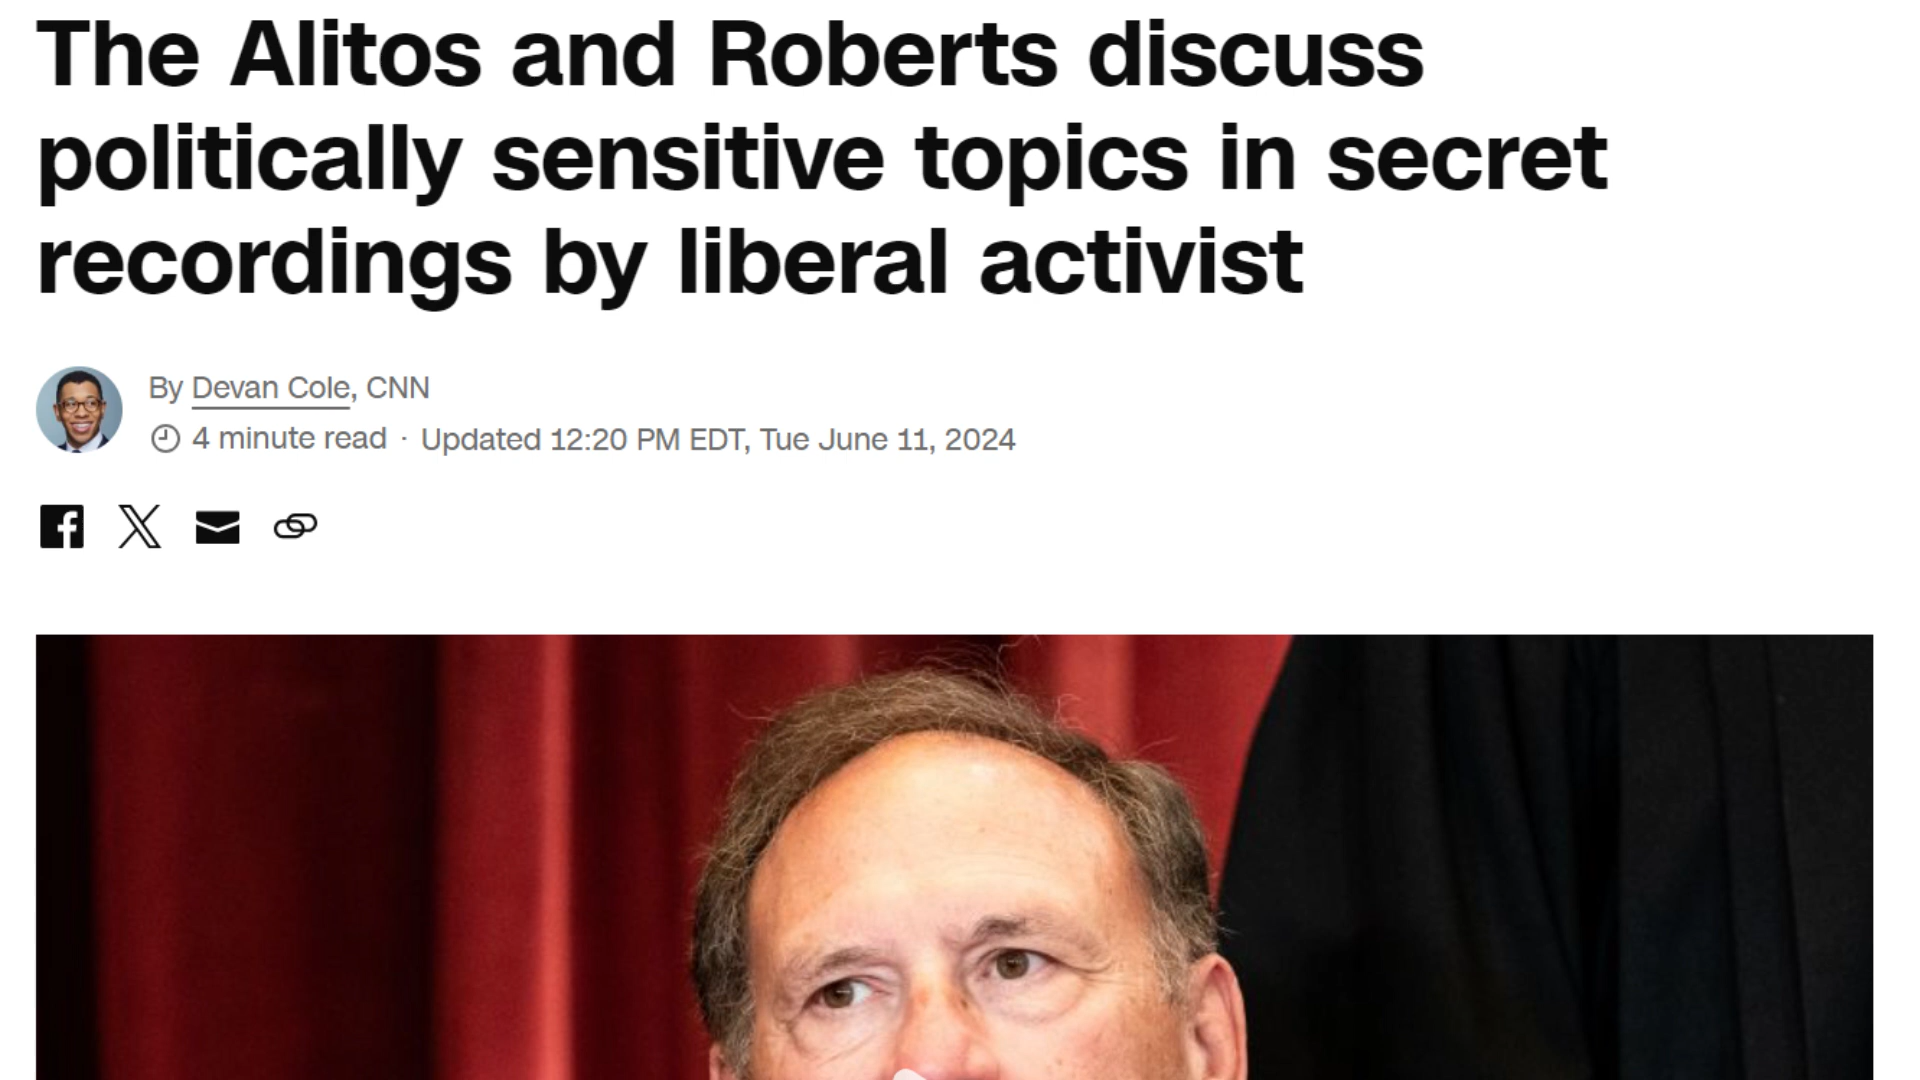 The Alitos and Roberts discuss
politically sensitive topics in secret
recordings by liberal activist
By Devan Cole, CNN
4 minute read · Updated 12:20 PM EDT, Tue June 11, 2024